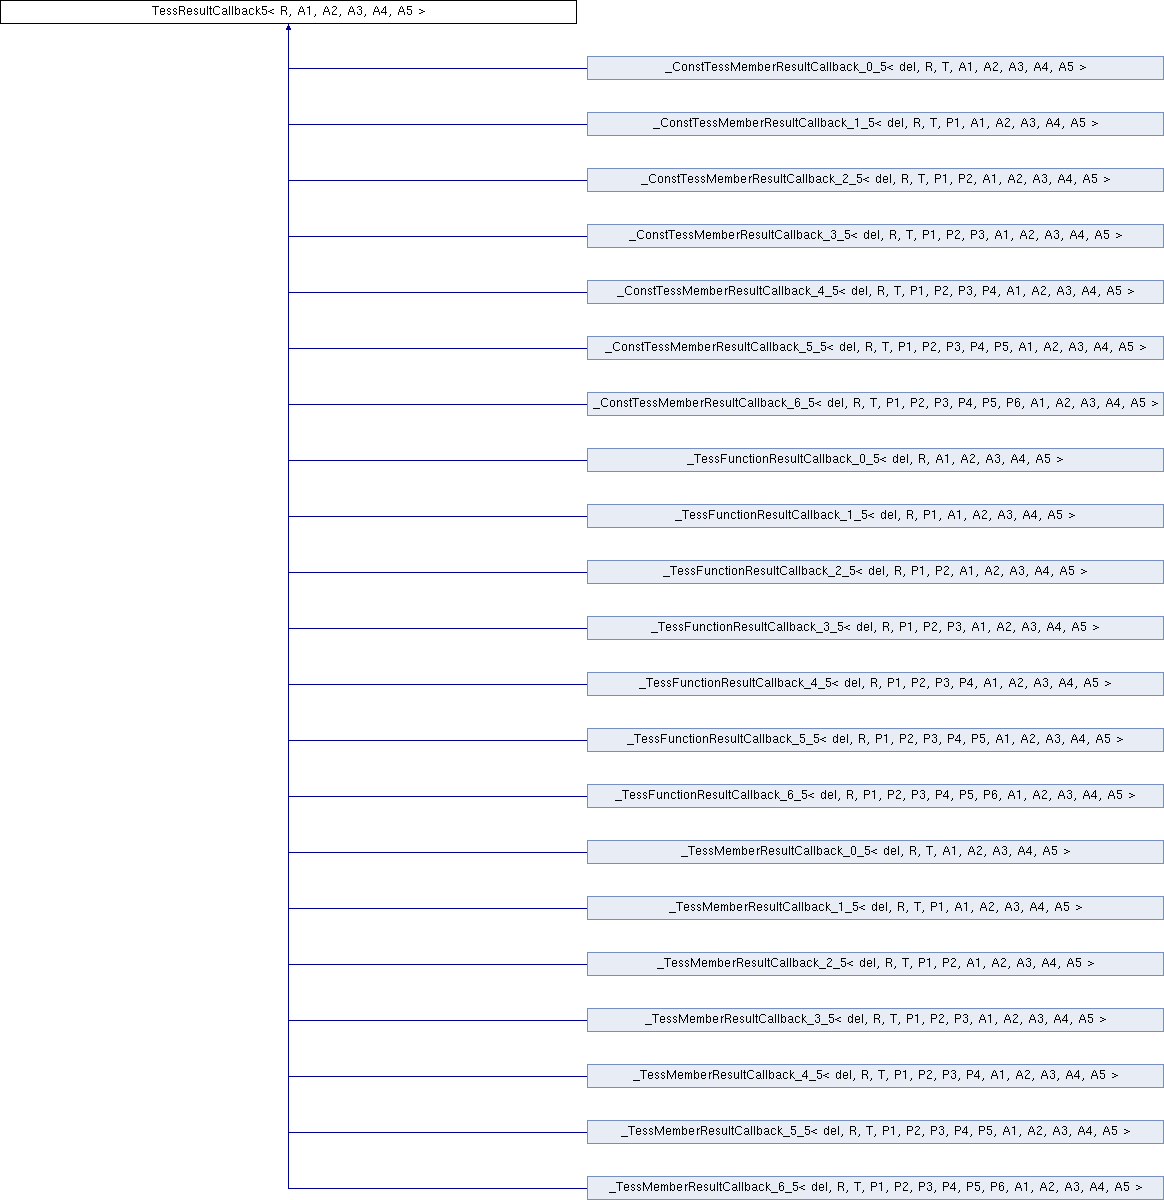 TessResultCallback5< R, A1, A2, A3, A4, A5 >
_ConstTessMemberResultCallback_0_5< del, R, T, A1, A2, A3, A4, A5 >
_ConstTessMemberResultCallback_1_5< del, R, T, P1, A1, A2, A3, A4, A5 >
_ConstTessMemberResultCallback_2_5< del, R, T, P1, P2, A1, A2, A3, A4, A5 >
_ConstTessMemberResultCallback_3_5< del, R, T, P1, P2, P3, A1, A2, A3, A4, A5 >
_ConstTessMemberResultCallback_4_5< del, R, T, P1, P2, P3, P4, A1, A2, A3, A4, A5 >
_ConstTessMemberResultCallback_5_5< del, R, T, P1, P2, P3, P4, P5, A1, A2, A3, A4, A5 >
_ConstTessMemberResultCallback_6_5< del, R, T, P1, P2, P3, P4, P5, P6, A1, A2, A3, A4, A5 >
_TessFunctionResultCallback_0_5< del, R, A1, A2, A3, A4, A5 >
_TessFunctionResultCallback_1_5< del, R, P1, A1, A2, A3, A4, A5 >
_TessFunctionResultCallback_2_5< del, R, P1, P2, A1, A2, A3, A4, A5 >
_TessFunctionResultCallback_3_5< del, R, P1, P2, P3, A1, A2, A3, A4, A5 >
_TessFunctionResultCallback_4_5< del, R, P1, P2, P3, P4, A1, A2, A3, A4, A5 >
_TessFunctionResultCallback_5_5< del, R, P1, P2, P3, P4, P5, A1, A2, A3, A4, A5 >
_TessFunctionResultCallback_6_5< del, R, P1, P2, P3, P4, P5, P6, A1, A2, A3, A4, A5 >
_TessMemberResultCallback_0_5< del, R, T, A1, A2, A3, A4, A5 >
_TessMemberResultCallback_1_5< del, R, T, P1, A1, A2, A3, A4, A5 >
_TessMemberResultCallback_2_5< del, R, T, P1, P2, A1, A2, A3, A4, A5 >
_TessMemberResultCallback_3_5< del, R, T, P1, P2, P3, A1, A2, A3, A4, A5 >
_TessMemberResultCallback_4_5< del, R, T, P1, P2, P3, P4, A1, A2, A3, A4, A5 >
_TessMemberResultCallback_5_5< del, R, T, P1, P2, P3, P4, P5, A1, A2, A3, A4, A5 >
_TessMemberResultCallback_6_5< del, R, T, P1, P2, P3, P4, P5, P6, A1, A2, A3, A4, A5 >